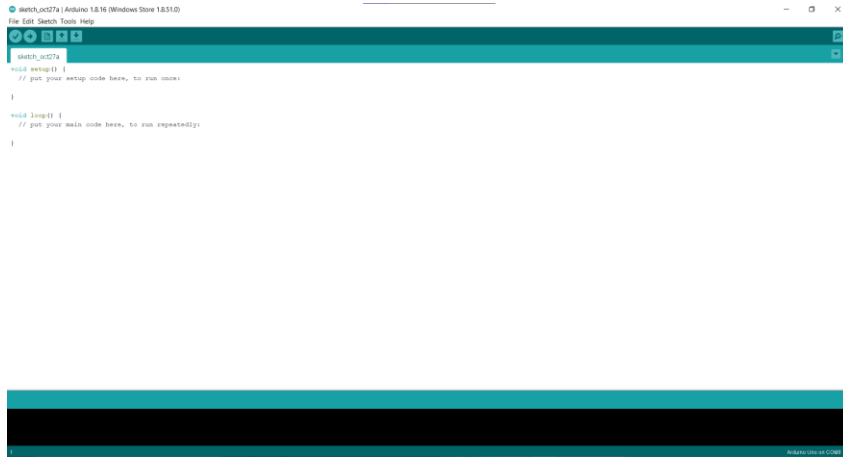 sketch_oct27a | Arduino 1.8.16 (Windows Store 1.8.51.0)
File Edit Sketch Tools Help
sketch_oct27a
void setup() {
// put your setup code here, to run once:
}
void loop() {
// put your main code here, to run repeatedly:
}
1
Arduino Uno on